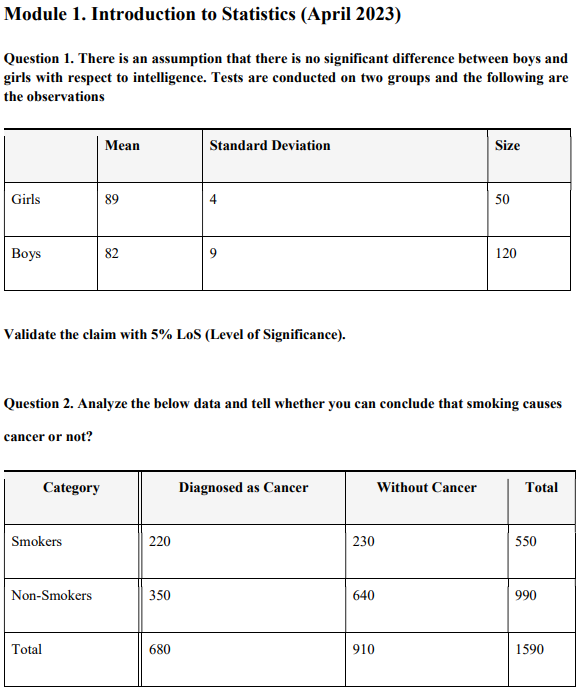 Module 1. Introduction to Statistics (April 2023)
Question 1. There is an assumption that there is no significant difference between boys and
girls with respect to intelligence. Tests are conducted on two groups and the following are
the observations
Mean Standard Deviation Size
Girls 89 4 50
Boys 82 9 120
Validate the claim with 5% LoS (Level of Significance).
Question 2. Analyze the below data and tell whether you can conclude that smoking causes
cancer or not?
Category Diagnosed as Cancer Without Cancer Total
Smokers 220 230 550
Non-Smokers 350 640 990
Total 680 910 1590